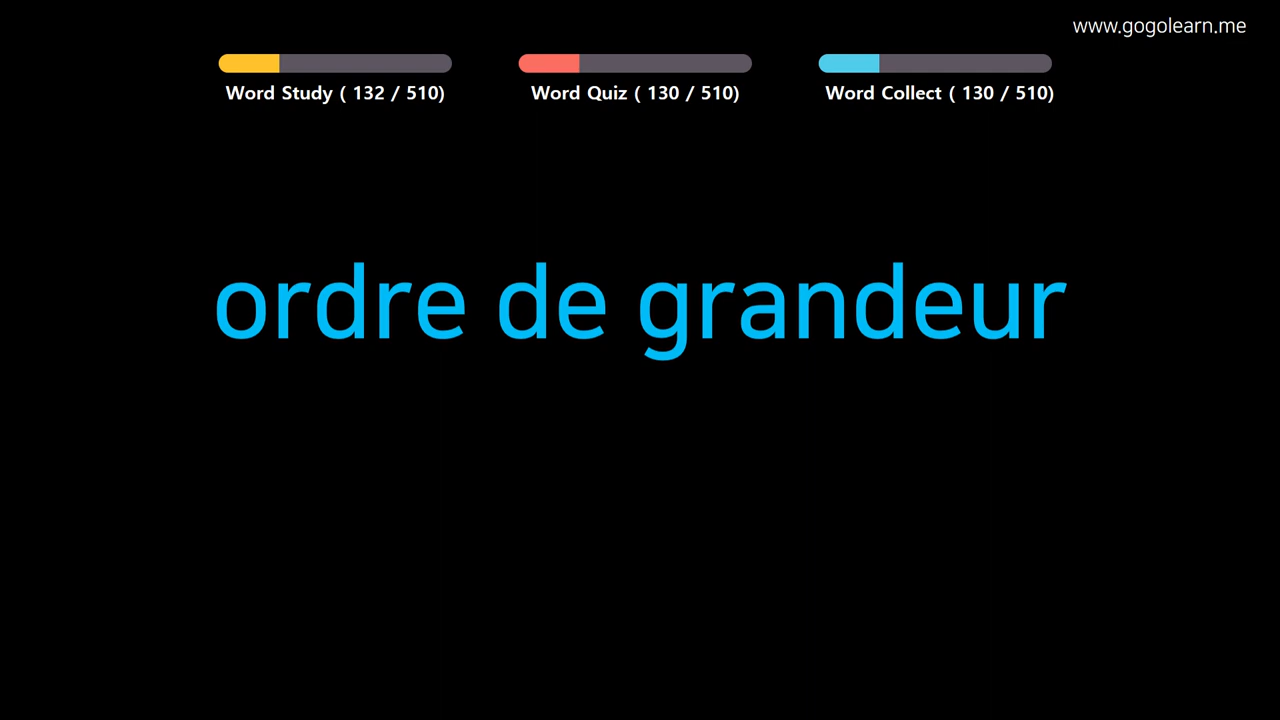 www.gogolearn.me
Word Study ( 132 / 510)
Word Quiz ( 130 / 510)
Word Collect ( 130 / 510)
ordre de grandeur